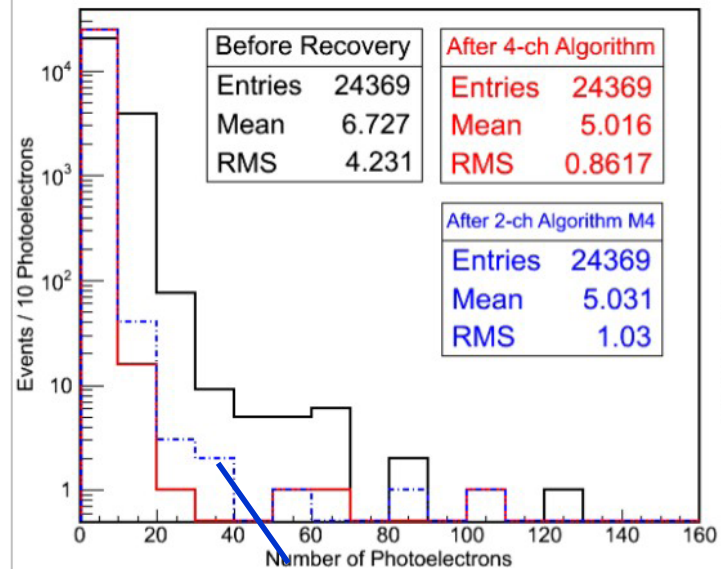 Before Recovery
Entries 24369
Mean 6.727
RMS 4.231
After 4-ch Algorithm
Entries 24369
Mean 5.016
RMS 0.8617
After 2-ch Algorithm M4
Entries 24369
Mean 5.031
RMS 1.03
Events / 10 Photoelectrons
10⁴
10³
10²
10
1
0 20 40 60 80 100 120 140 160
Number of Photoelectrons